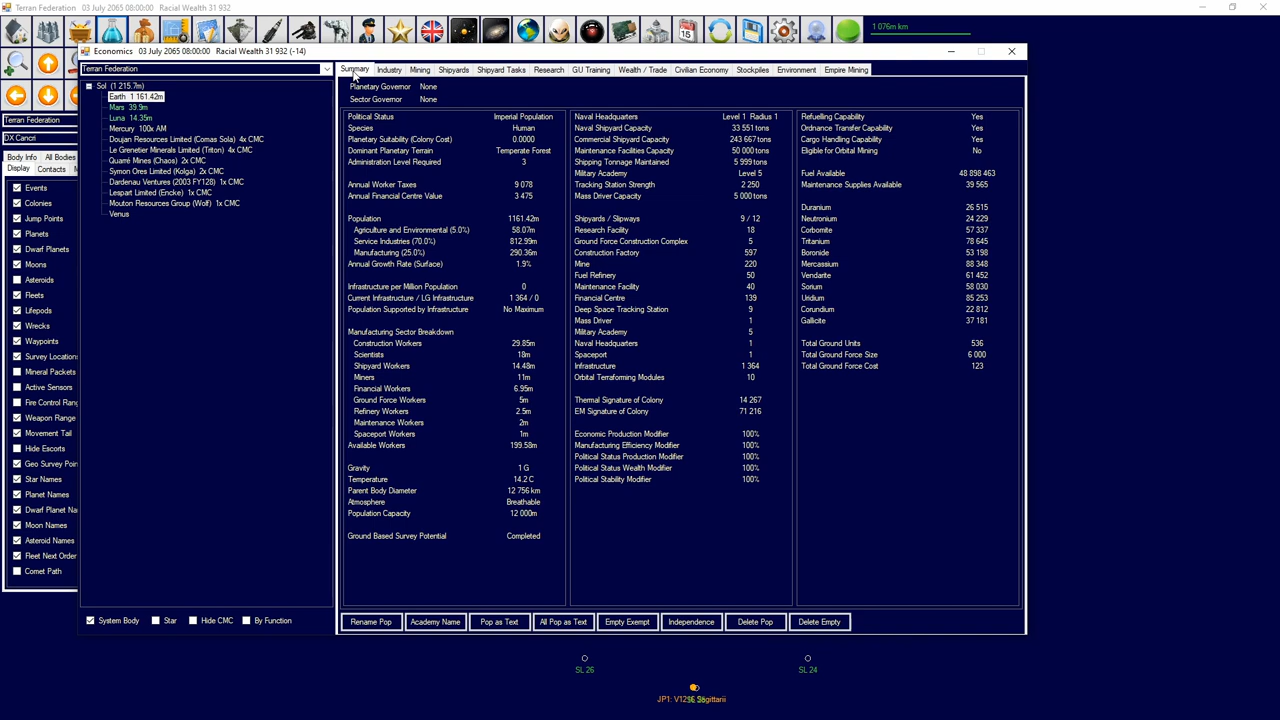 Terran Federation   03 July 2065 08:00:00   Racial Wealth 31 932
1 076m km
Economics   03 July 2065 08:00:00   Racial Wealth 31 932 (-14)
Terran Federation
Summary Industry Mining Shipyards Shipyard Tasks Research GU Training Wealth / Trade Civilian Economy Stockpiles Environment Empire Mining
Terran Federation
DX Cancri
Body Info All Bodies
Display Contacts
Events
Colonies
Jump Points
Planets
Dwarf Planets
Moons
Asteroids
Fleets
Lifepods
Wrecks
Waypoints
Survey Locations
Mineral Packets
Active Sensors
Fire Control Rang
Weapon Range
Movement Tail
Hide Escorts
Geo Survey Poin
Star Names
Planet Names
Dwarf Planet Na
Moon Names
Asteroid Names
Fleet Next Order
Comet Path
Sol (1 215.7m)
Earth 1 161.42m
Mars 39.9m
Luna 14.35m
Mercury 100x AM
Doujan Resources Limited (Comas Sola) 4x CMC
Le Grenetier Minerals Limited (Triton) 4x CMC
Quarré Mines (Chaos) 2x CMC
Symon Ores Limited (Kolga) 2x CMC
Dardenau Ventures (2003 FY128) 1x CMC
Lespart Limited (Encke) 1x CMC
Mouton Resources Group (Wolf) 1x CMC
Venus
System Body Star Hide CMC By Function
Planetary Governor None
Sector Governor None
Political Status Imperial Population
Species Human
Planetary Suitability (Colony Cost) 0.0000
Dominant Planetary Terrain Temperate Forest
Administration Level Required 3
Annual Worker Taxes 9 078
Annual Financial Centre Value 3 475
Population 1161.42m
Agriculture and Environmental (5.0%) 58.07m
Service Industries (70.0%) 812.99m
Manufacturing (25.0%) 290.36m
Annual Growth Rate (Surface) 1.9%
Infrastructure per Million Population 0
Current Infrastructure / LG Infrastructure 1 364 / 0
Population Supported by Infrastructure No Maximum
Manufacturing Sector Breakdown
Construction Workers 29.85m
Scientists 18m
Shipyard Workers 14.48m
Miners 11m
Financial Workers 6.95m
Ground Force Workers 5m
Refinery Workers 2.5m
Maintenance Workers 2m
Spaceport Workers 1m
Available Workers 199.58m
Gravity 1 G
Temperature 14.2 C
Parent Body Diameter 12 756 km
Atmosphere Breathable
Population Capacity 12 000m
Ground Based Survey Potential Completed
Naval Headquarters Level 1 Radius 1
Naval Shipyard Capacity 33 551 tons
Commercial Shipyard Capacity 243 667 tons
Maintenance Facilities Capacity 50 000 tons
Shipping Tonnage Maintained 5 999 tons
Military Academy Level 5
Tracking Station Strength 2 250
Mass Driver Capacity 5 000 tons
Shipyards / Slipways 9 / 12
Research Facility 18
Ground Force Construction Complex 5
Construction Factory 597
Mine 220
Fuel Refinery 50
Maintenance Facility 40
Financial Centre 139
Deep Space Tracking Station 9
Mass Driver 1
Military Academy 5
Naval Headquarters 1
Spaceport 1
Infrastructure 1 364
Orbital Terraforming Modules 10
Thermal Signature of Colony 14 267
EM Signature of Colony 71 216
Economic Production Modifier 100%
Manufacturing Efficiency Modifier 100%
Political Status Production Modifier 100%
Political Status Wealth Modifier 100%
Political Stability Modifier 100%
Refuelling Capability Yes
Ordnance Transfer Capability Yes
Cargo Handling Capability Yes
Eligible for Orbital Mining No
Fuel Available 48 898 463
Maintenance Supplies Available 39 565
Duranium 26 515
Neutronium 24 229
Corbomite 57 337
Tritanium 78 645
Boronide 53 198
Mercassium 88 348
Vendarite 61 452
Sorium 58 030
Uridium 85 253
Corundium 22 812
Gallicite 37 181
Total Ground Units 536
Total Ground Force Size 6 000
Total Ground Force Cost 123
Rename Pop Academy Name Pop as Text All Pop as Text Empty Exempt Independence Delete Pop Delete Empty
SL 26
SL 24